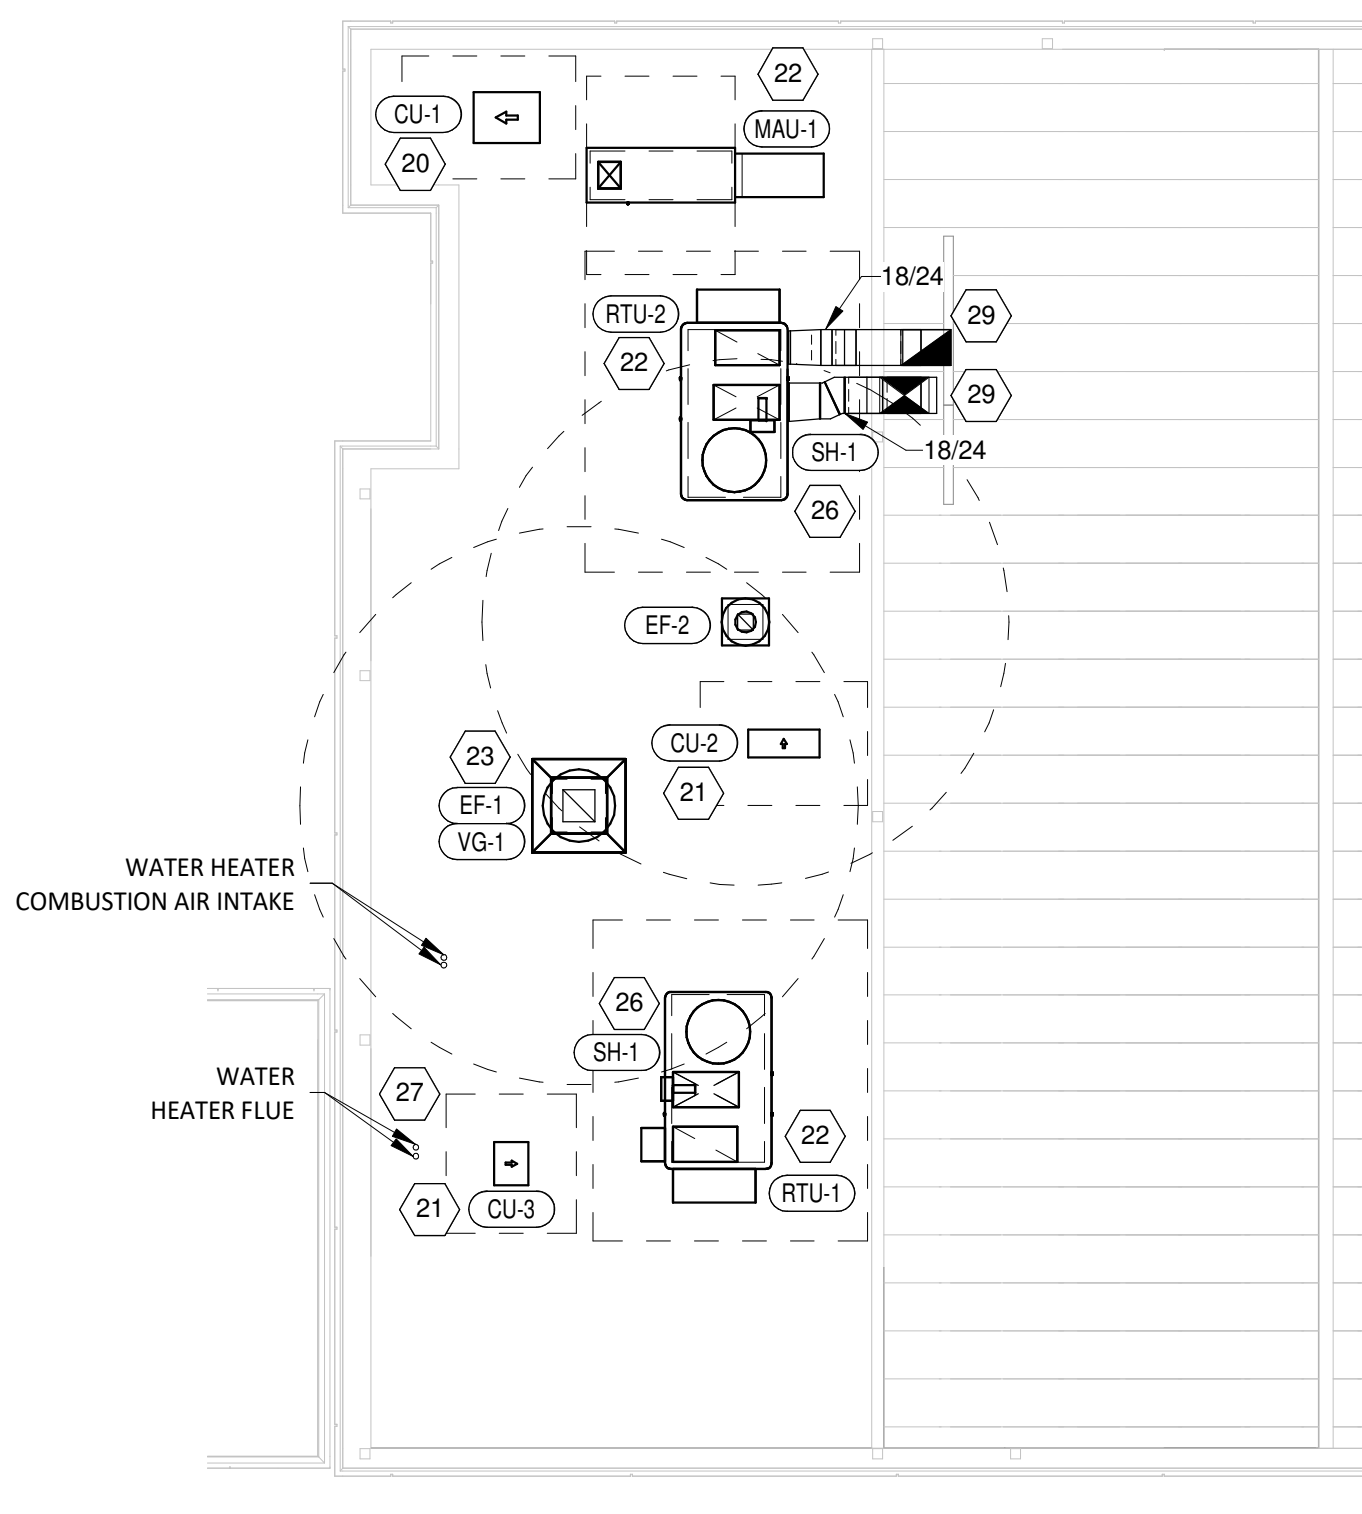 22
CU-1
MAU-1
20
18/24
RTU-2
29
22
29
SH-1
18/24
26
EF-2
23
CU-2
EF-1
21
VG-1
WATER HEATER
COMBUSTION AIR INTAKE
26
SH-1
WATER
HEATER FLUE
27
22
RTU-1
21
CU-3